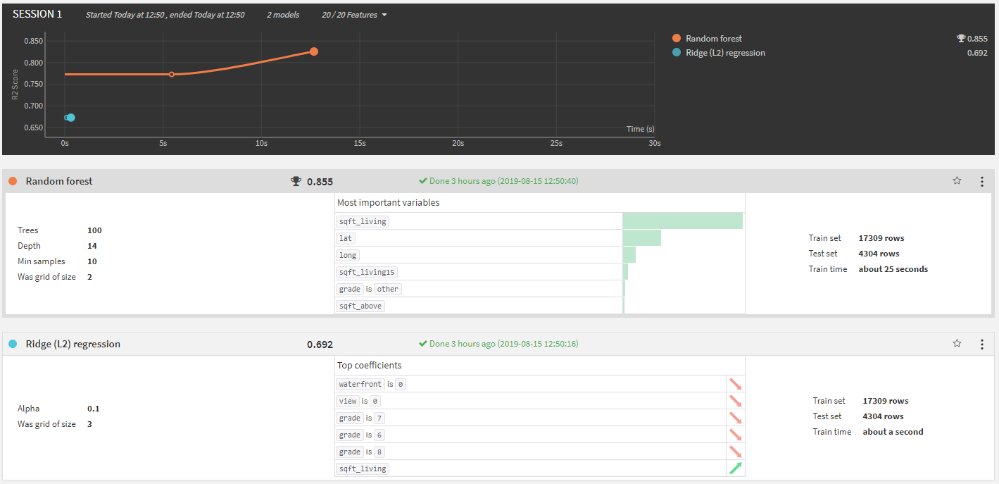 SESSION 1 Started Today at 12:50 , ended Today at 12:50 2 models 20 / 20 Features
R2 Score
0.850
0.800
0.750
0.700
0.650
Time (s)
0s 5s 10s 15s 20s 25s 30s
Random forest 0.855
Ridge (L2) regression 0.692
Random forest 0.855 Done 3 hours ago (2019-08-15 12:50:40)
Trees 100
Depth 14
Min samples 10
Was grid of size 2
Most important variables
sqft_living
lat
long
sqft_living15
grade is other
sqft_above
Train set 17309 rows
Test set 4304 rows
Train time about 25 seconds
Ridge (L2) regression 0.692 Done 3 hours ago (2019-08-15 12:50:16)
Alpha 0.1
Was grid of size 3
Top coefficients
waterfront is 0
view is 0
grade is 7
grade is 6
grade is 8
sqft_living
Train set 17309 rows
Test set 4304 rows
Train time about a second